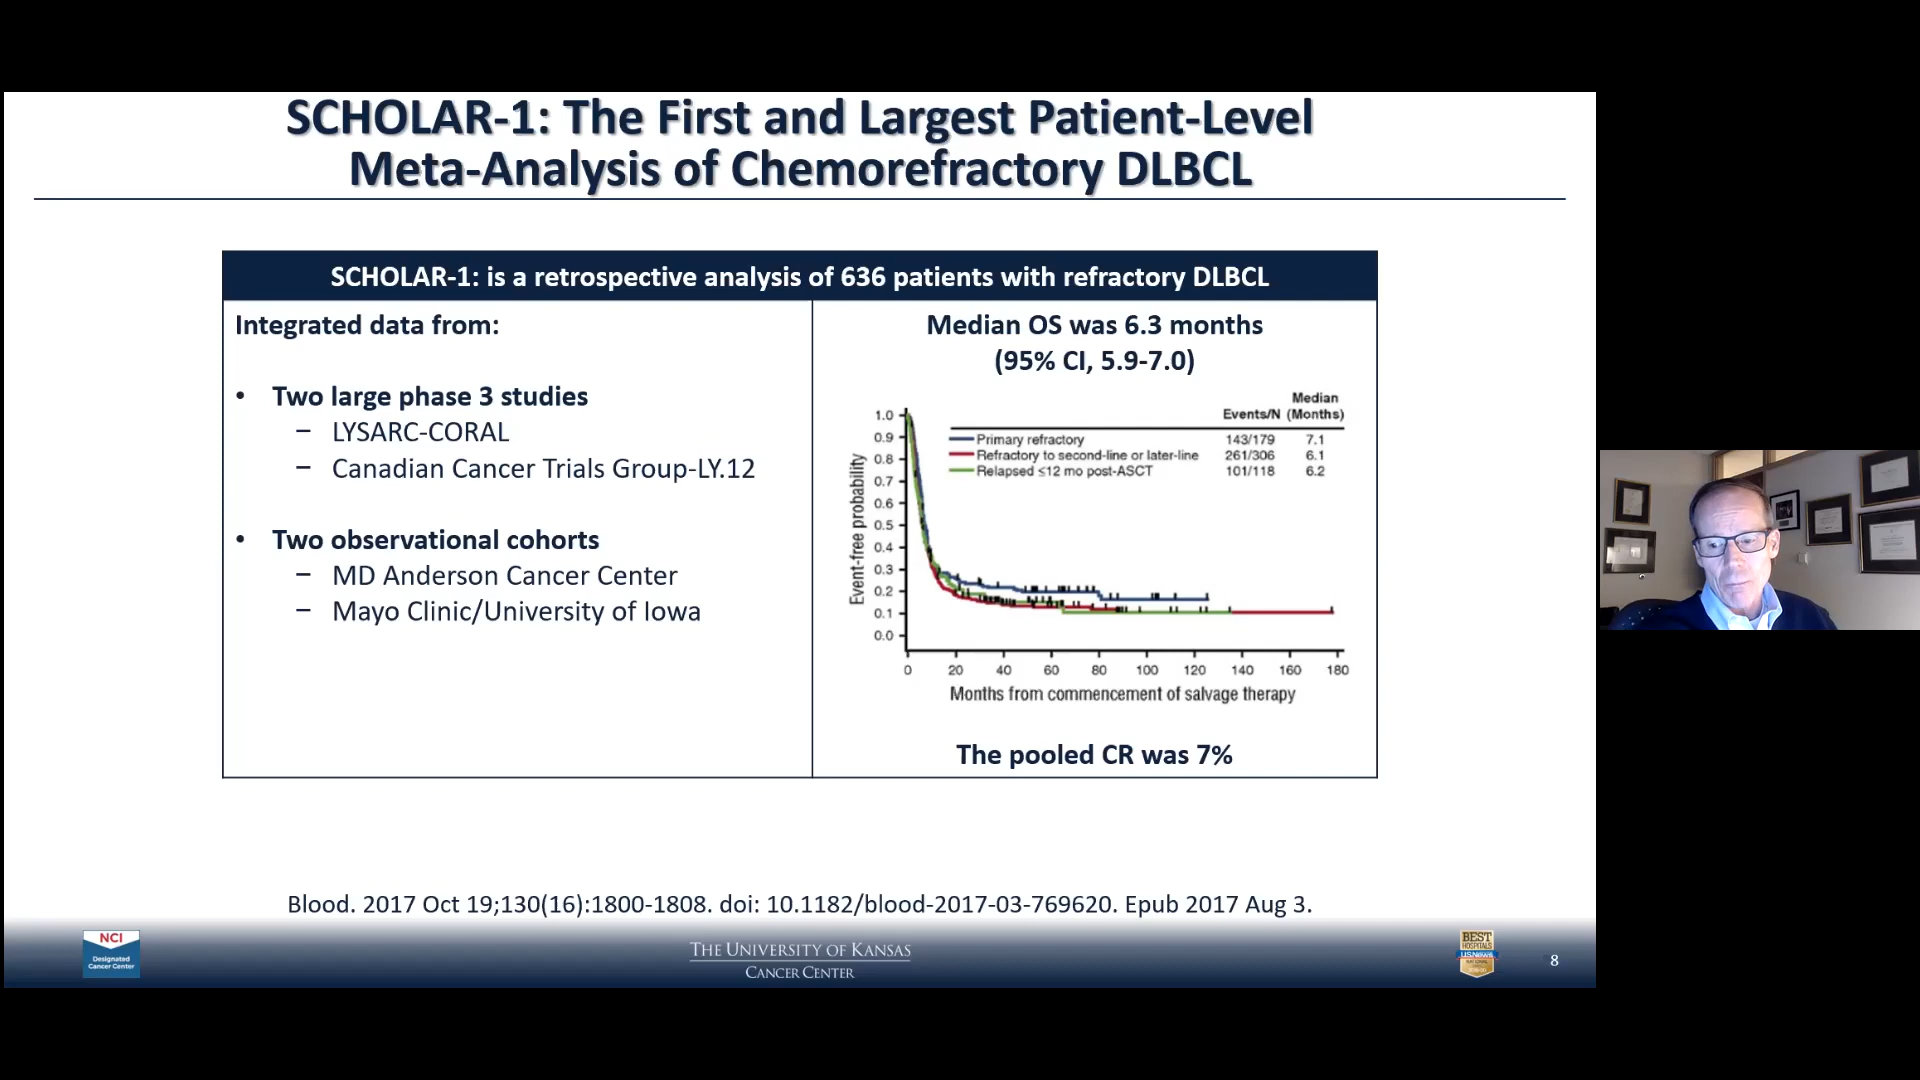 SCHOLAR-1: The First and Largest Patient-Level
Meta-Analysis of Chemorefractory DLBCL
SCHOLAR-1: is a retrospective analysis of 636 patients with refractory DLBCL
Integrated data from:
• Two large phase 3 studies
– LYSARC-CORAL
– Canadian Cancer Trials Group-LY.12
• Two observational cohorts
– MD Anderson Cancer Center
– Mayo Clinic/University of Iowa
Median OS was 6.3 months
(95% CI, 5.9-7.0)
Median
Events/N (Months)
Primary refractory 143/179 7.1
Refractory to second-line or later-line 261/306 6.1
Relapsed ≤12 mo post-ASCT 101/118 6.2
Event-free probability
1.0
0.9
0.8
0.7
0.6
0.5
0.4
0.3
0.2
0.1
0.0
0 20 40 60 80 100 120 140 160 180
Months from commencement of salvage therapy
The pooled CR was 7%
Blood. 2017 Oct 19;130(16):1800-1808. doi: 10.1182/blood-2017-03-769620. Epub 2017 Aug 3.
NCI
Designated
Cancer Center
THE UNIVERSITY OF KANSAS
CANCER CENTER
BEST
HOSPITALS
U.S.News
8